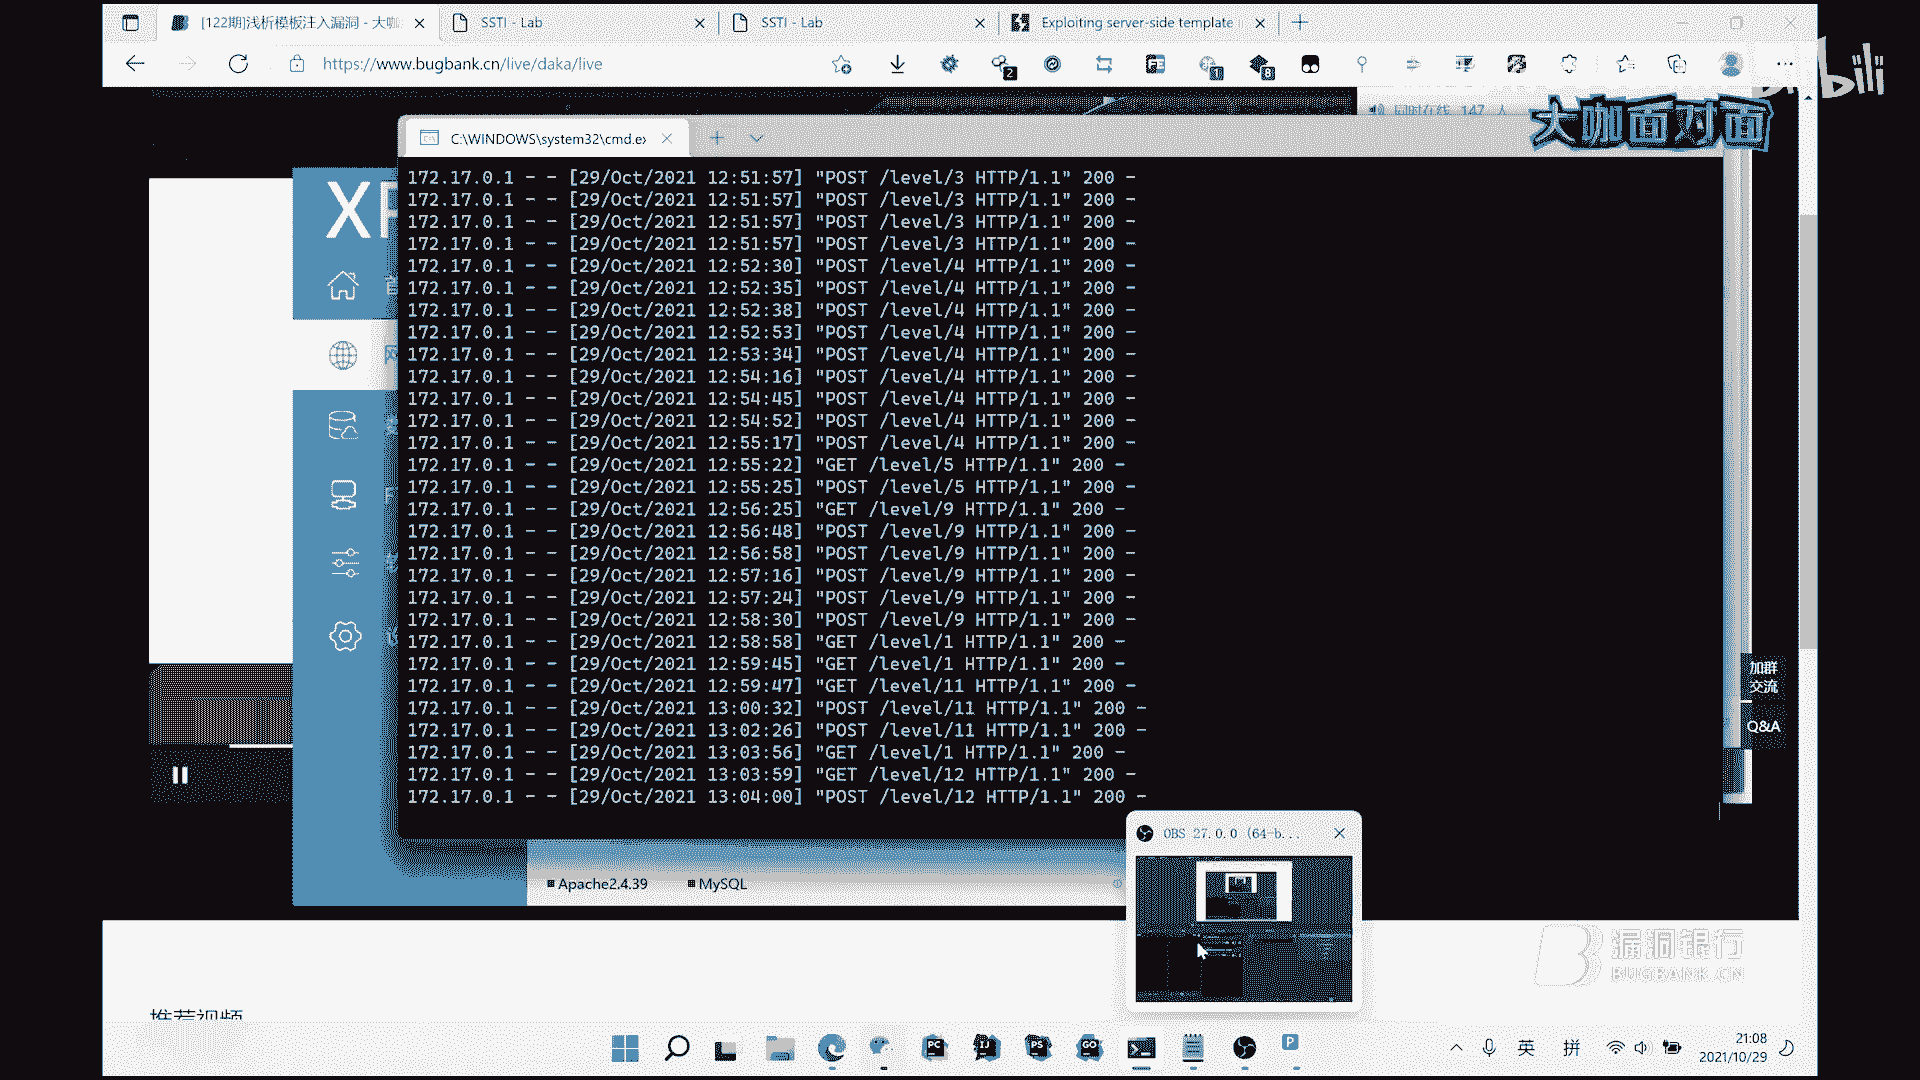 [122期]浅析模板注入漏洞 - 大咖
SSTI - Lab
SSTI - Lab
Exploiting server-side template
https://www.bugbank.cn/live/daka/live
2
1
8
bilibili
同时在线 147 人
大咖面对面
C:\WINDOWS\system32\cmd.ex
172.17.0.1 - - [29/Oct/2021 12:51:57] "POST /level/3 HTTP/1.1" 200 -
172.17.0.1 - - [29/Oct/2021 12:51:57] "POST /level/3 HTTP/1.1" 200 -
172.17.0.1 - - [29/Oct/2021 12:51:57] "POST /level/3 HTTP/1.1" 200 -
172.17.0.1 - - [29/Oct/2021 12:51:57] "POST /level/3 HTTP/1.1" 200 -
172.17.0.1 - - [29/Oct/2021 12:52:30] "POST /level/4 HTTP/1.1" 200 -
172.17.0.1 - - [29/Oct/2021 12:52:35] "POST /level/4 HTTP/1.1" 200 -
172.17.0.1 - - [29/Oct/2021 12:52:38] "POST /level/4 HTTP/1.1" 200 -
172.17.0.1 - - [29/Oct/2021 12:52:53] "POST /level/4 HTTP/1.1" 200 -
172.17.0.1 - - [29/Oct/2021 12:53:34] "POST /level/4 HTTP/1.1" 200 -
172.17.0.1 - - [29/Oct/2021 12:54:16] "POST /level/4 HTTP/1.1" 200 -
172.17.0.1 - - [29/Oct/2021 12:54:45] "POST /level/4 HTTP/1.1" 200 -
172.17.0.1 - - [29/Oct/2021 12:54:52] "POST /level/4 HTTP/1.1" 200 -
172.17.0.1 - - [29/Oct/2021 12:55:17] "POST /level/4 HTTP/1.1" 200 -
172.17.0.1 - - [29/Oct/2021 12:55:22] "GET /level/5 HTTP/1.1" 200 -
172.17.0.1 - - [29/Oct/2021 12:55:25] "POST /level/5 HTTP/1.1" 200 -
172.17.0.1 - - [29/Oct/2021 12:56:25] "GET /level/9 HTTP/1.1" 200 -
172.17.0.1 - - [29/Oct/2021 12:56:48] "POST /level/9 HTTP/1.1" 200 -
172.17.0.1 - - [29/Oct/2021 12:56:58] "POST /level/9 HTTP/1.1" 200 -
172.17.0.1 - - [29/Oct/2021 12:57:16] "POST /level/9 HTTP/1.1" 200 -
172.17.0.1 - - [29/Oct/2021 12:57:24] "POST /level/9 HTTP/1.1" 200 -
172.17.0.1 - - [29/Oct/2021 12:58:30] "POST /level/9 HTTP/1.1" 200 -
172.17.0.1 - - [29/Oct/2021 12:58:58] "GET /level/1 HTTP/1.1" 200 -
172.17.0.1 - - [29/Oct/2021 12:59:45] "GET /level/1 HTTP/1.1" 200 -
172.17.0.1 - - [29/Oct/2021 12:59:47] "GET /level/11 HTTP/1.1" 200 -
172.17.0.1 - - [29/Oct/2021 13:00:32] "POST /level/11 HTTP/1.1" 200 -
172.17.0.1 - - [29/Oct/2021 13:02:26] "POST /level/11 HTTP/1.1" 200 -
172.17.0.1 - - [29/Oct/2021 13:03:56] "GET /level/1 HTTP/1.1" 200 -
172.17.0.1 - - [29/Oct/2021 13:03:59] "GET /level/12 HTTP/1.1" 200 -
172.17.0.1 - - [29/Oct/2021 13:04:00] "POST /level/12 HTTP/1.1" 200 -
加群
交流
Q&A
OBS 27.0.0 (64-b...
Apache2.4.39
MySQL
漏洞银行
BUGBANK.CN
推荐视频
PC
IJ
PS
GO
P
英
拼
21:08
2021/10/29